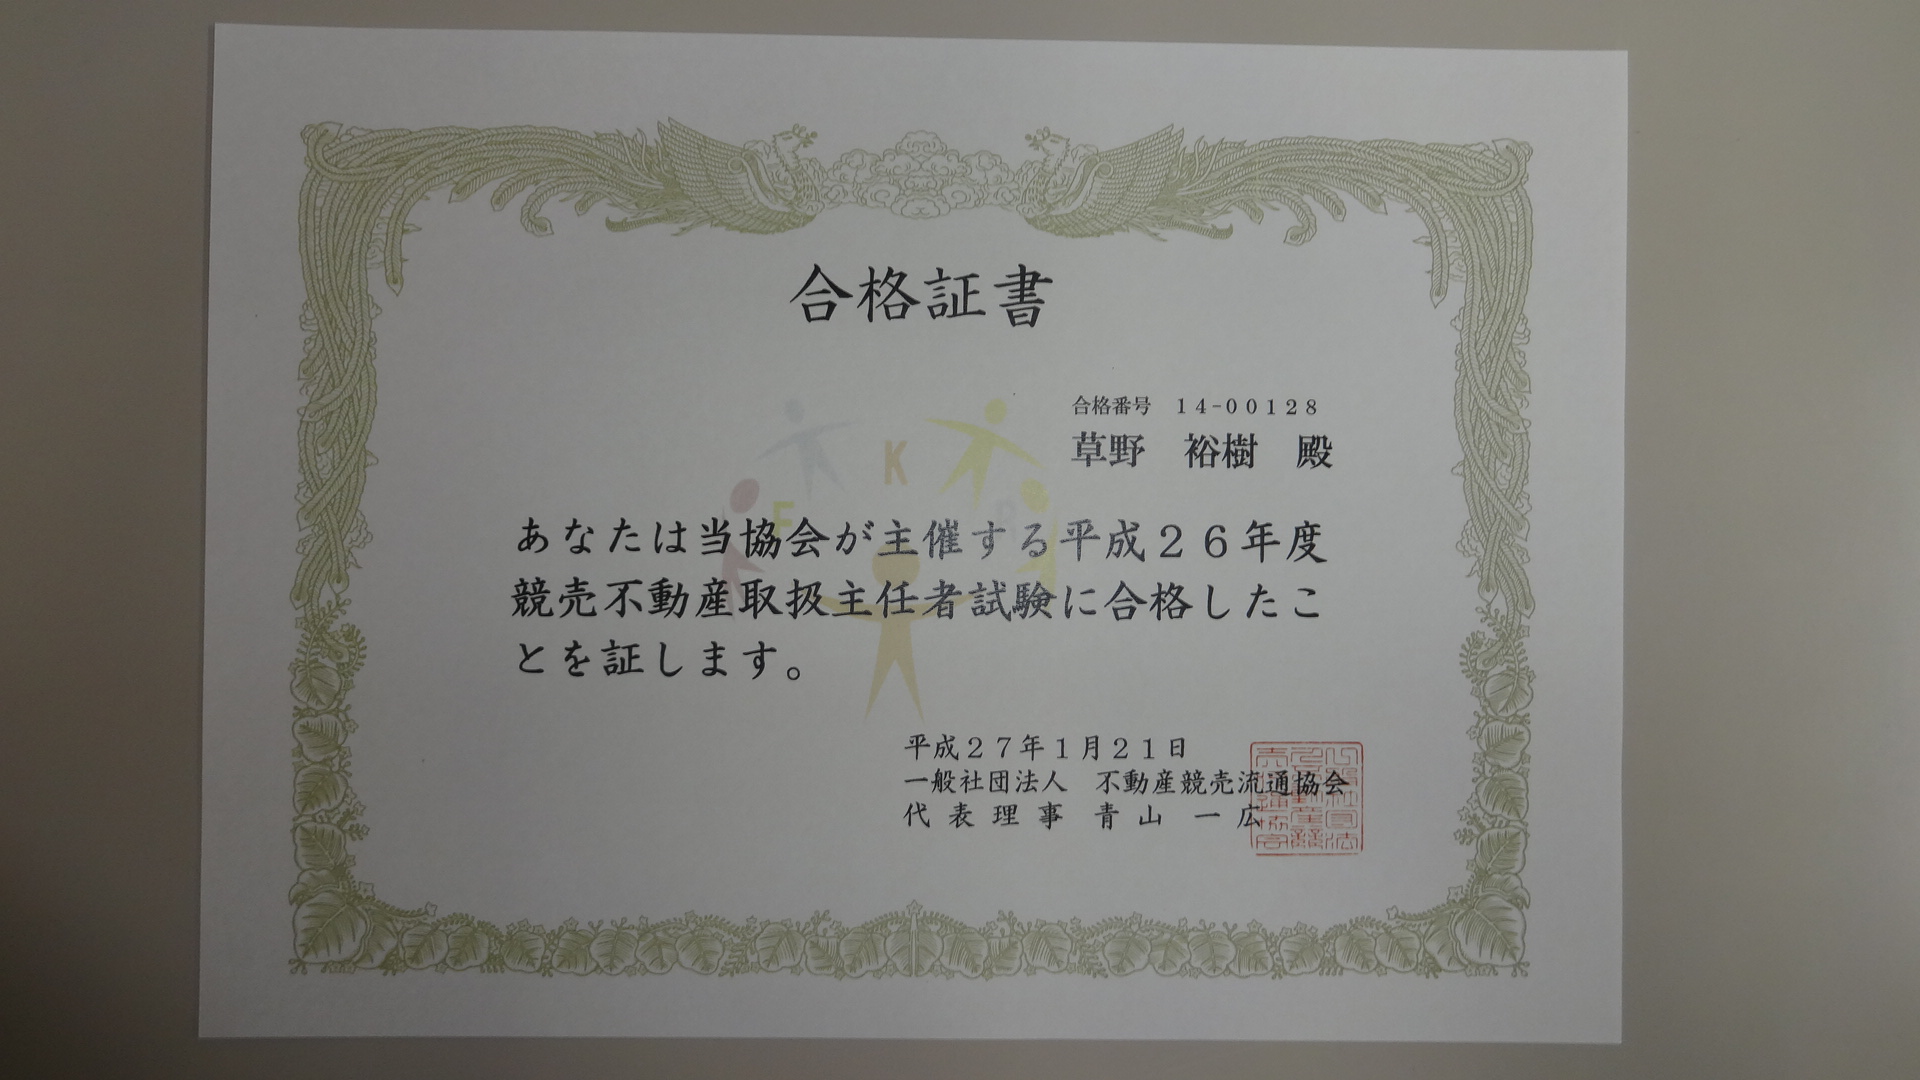 合格証書
合格番号 14-00128
草野 裕樹 殿
K
F
あなたは当協会が主催する平成26年度
競売不動産取扱主任者試験に合格したこ
とを証します。
平成27年1月21日
一般社団法人 不動産競売流通協会
代表理事 青山 一広